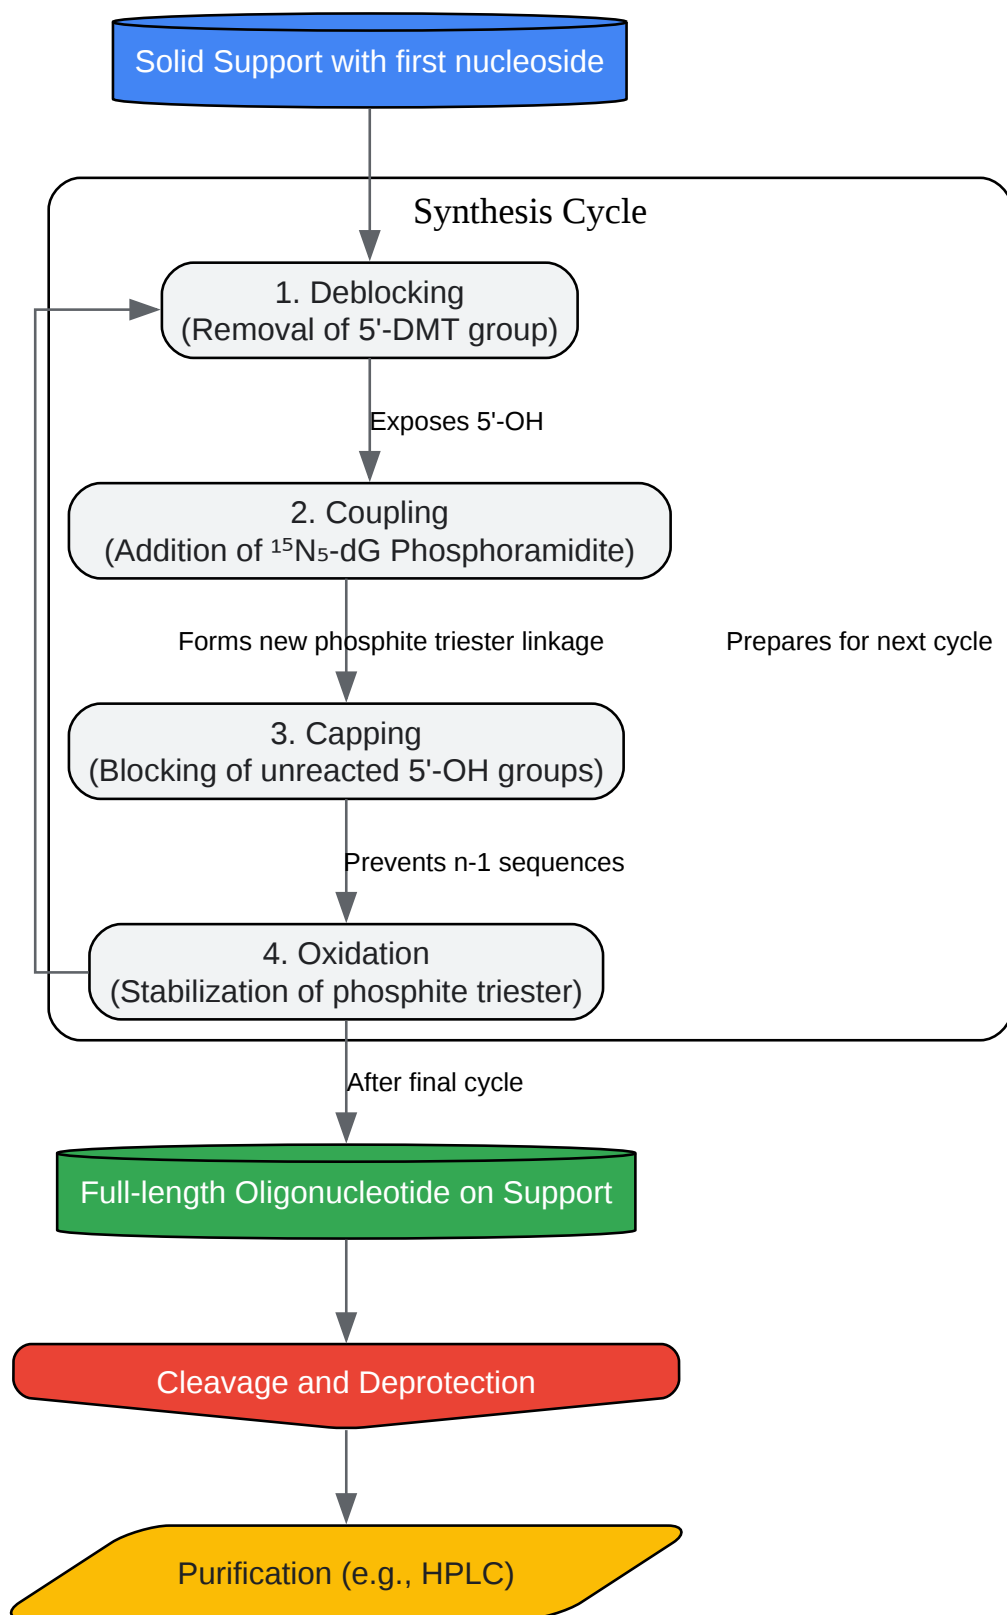 Solid Support with first nucleoside
Synthesis Cycle
1. Deblocking
(Removal of 5'-DMT group)
Exposes 5'-OH
2. Coupling
(Addition of ¹⁵N₅-dG Phosphoramidite)
Forms new phosphite triester linkage
Prepares for next cycle
3. Capping
(Blocking of unreacted 5'-OH groups)
Prevents n-1 sequences
4. Oxidation
(Stabilization of phosphite triester)
After final cycle
Full-length Oligonucleotide on Support
Cleavage and Deprotection
Purification (e.g., HPLC)